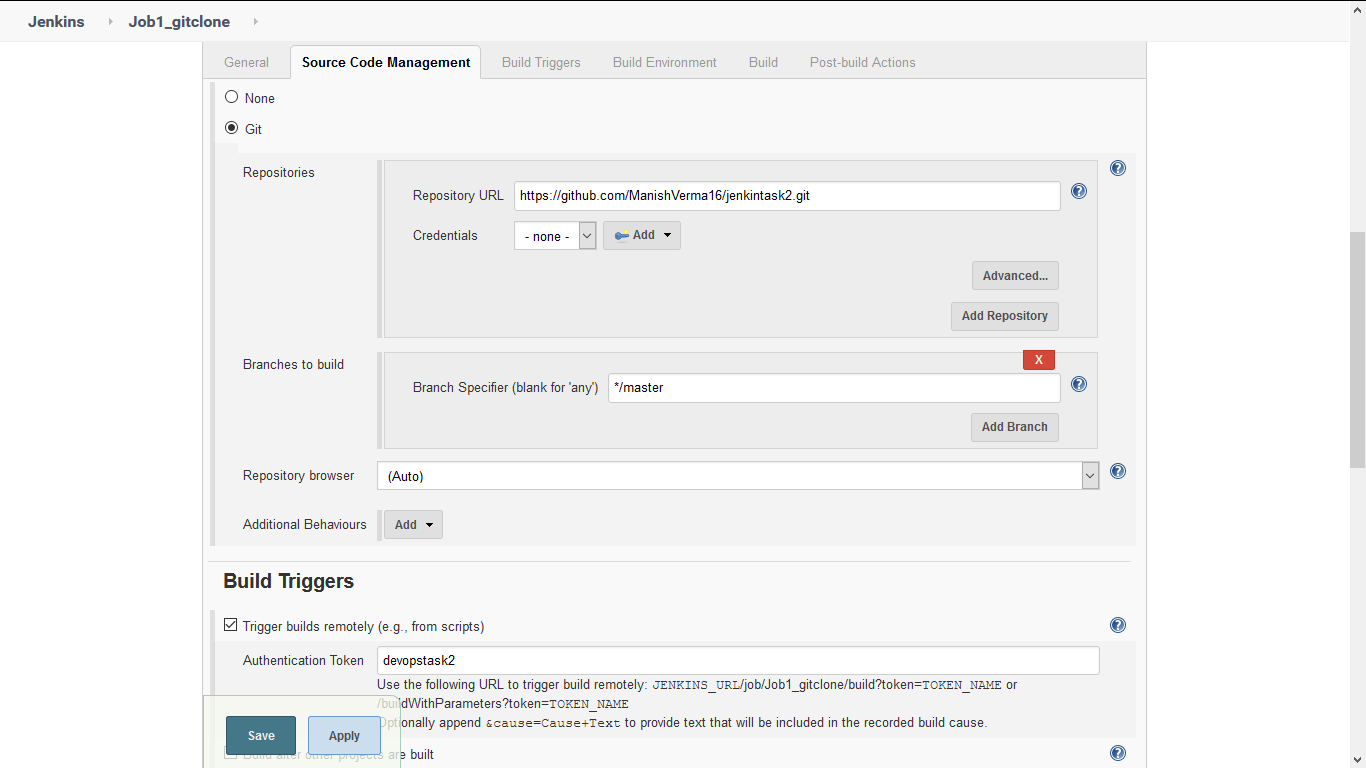 Jenkins Job1_gitclone
General Source Code Management Build Triggers Build Environment Build Post-build Actions
None
Git
Repositories
Repository URL https://github.com/ManishVerma16/jenkintask2.git
Credentials - none - Add
Advanced...
Add Repository
Branches to build
X
Branch Specifier (blank for 'any') */master
Add Branch
Repository browser (Auto)
Additional Behaviours Add
Build Triggers
Trigger builds remotely (e.g., from scripts)
Authentication Token devopstask2
Use the following URL to trigger build remotely: JENKINS_URL/job/Job1_gitclone/build?token=TOKEN_NAME or
/buildWithParameters?token=TOKEN_NAME
Optionally append &cause=Cause+Text to provide text that will be included in the recorded build cause.
Save Apply
Build after other projects are built